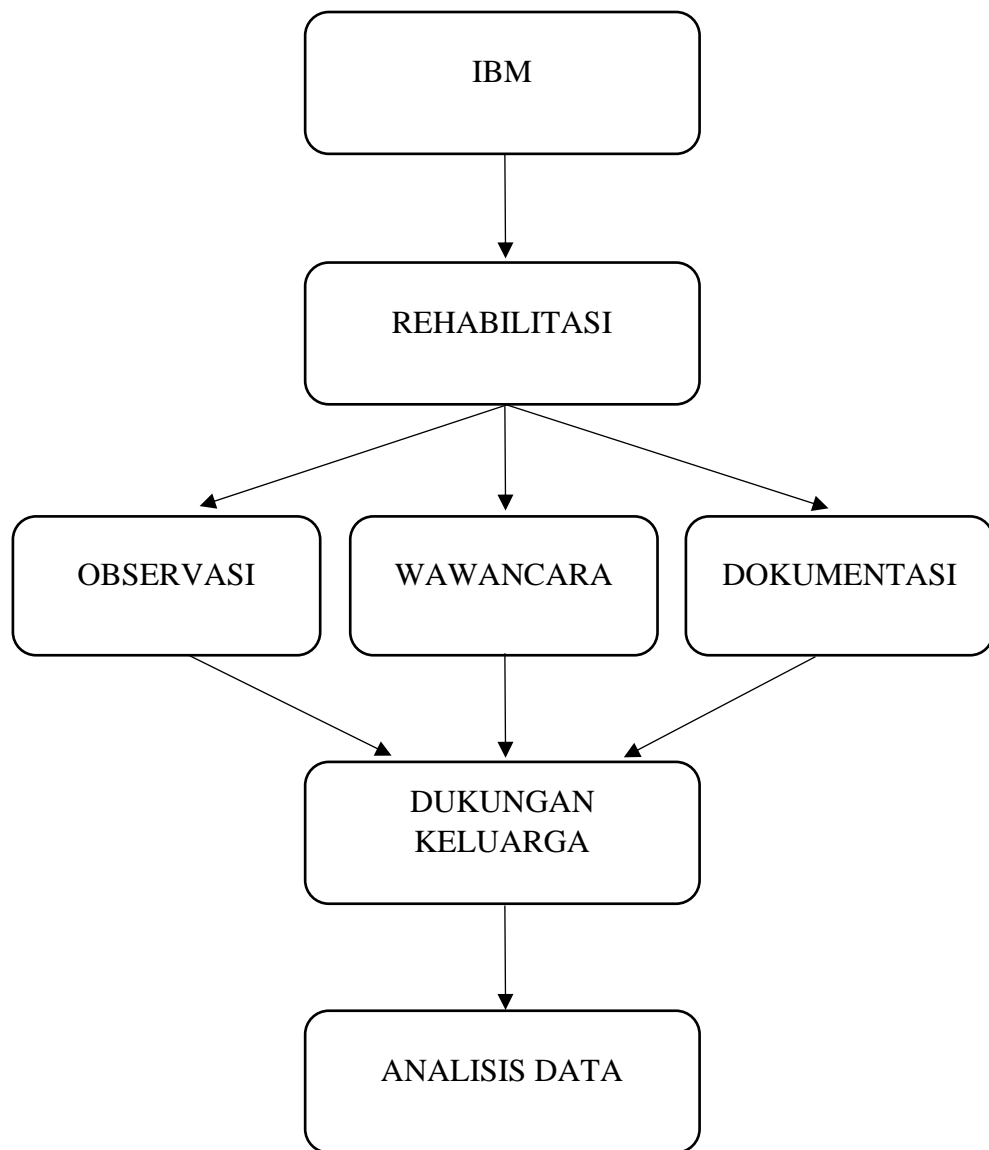 IBM
REHABILITASI
OBSERVASI
WAWANCARA
DOKUMENTASI
DUKUNGAN
KELUARGA
ANALISIS DATA